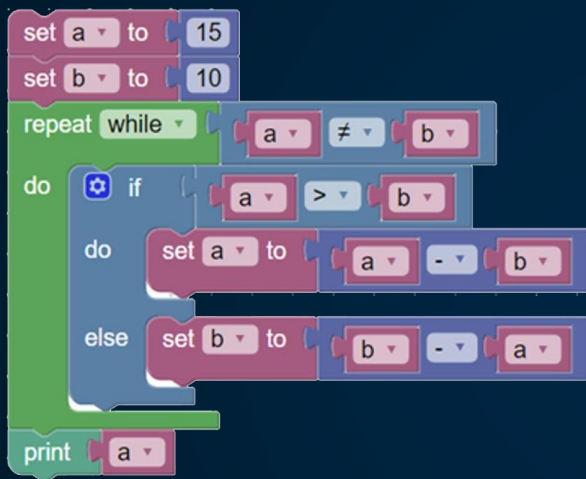 set a to 15
set b to 10
repeat while a ≠ b
do if a > b
do set a to a - b
else set b to b - a
print a